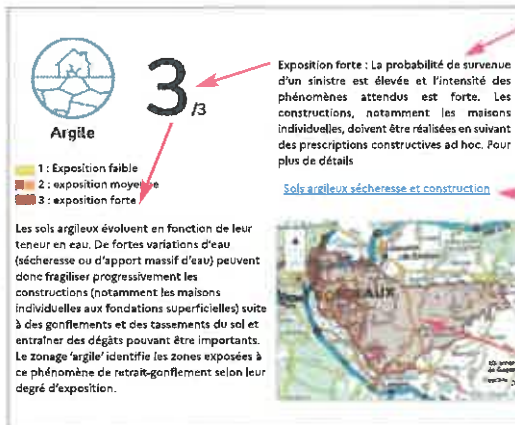 Argile
3
/3
1 : Exposition faible
2 : exposition moyenne
3 : exposition forte
Les sols argileux évoluent en fonction de leur
teneur en eau. De fortes variations d'eau
(sécheresse ou d'apport massif d'eau) peuvent
donc fragiliser progressivement les
constructions (notamment les maisons
individuelles aux fondations superficielles) suite
à des gonflements et des tassements du sol et
entraîner des dégâts pouvant être importants.
Le zonage 'argile' identifie les zones exposées à
ce phénomène de retrait-gonflement selon leur
degré d'exposition.
Exposition forte : La probabilité de survenue
d'un sinistre est élevée et l'intensité des
phénomènes attendus est forte. Les
constructions, notamment les maisons
individuelles, doivent être réalisées en suivant
des prescriptions constructives ad hoc. Pour
plus de détails
Sols argileux sécheresse et construction